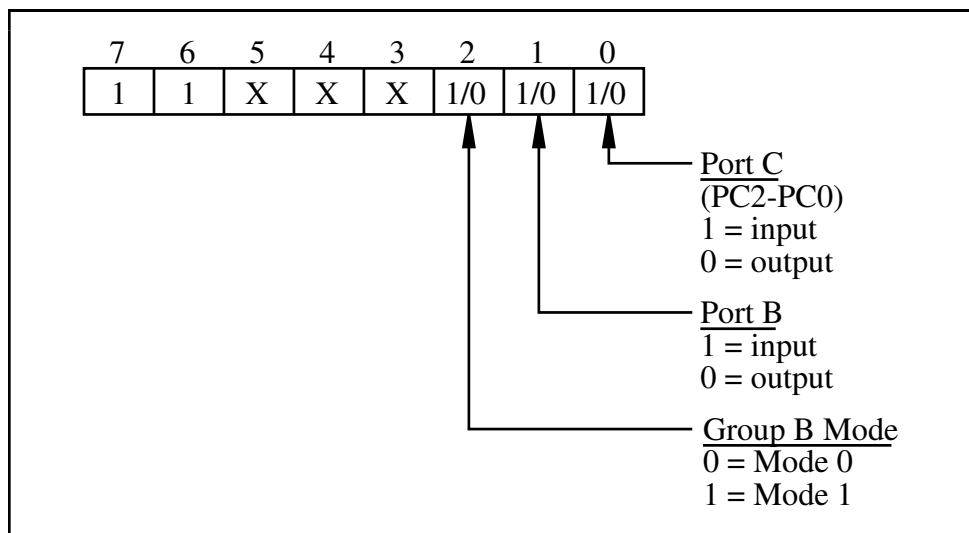 7 6 5 4 3 2 1 0
1 1 X X X 1/0 1/0 1/0
Port C
(PC2-PC0)
1 = input
0 = output
Port B
1 = input
0 = output
Group B Mode
0 = Mode 0
1 = Mode 1